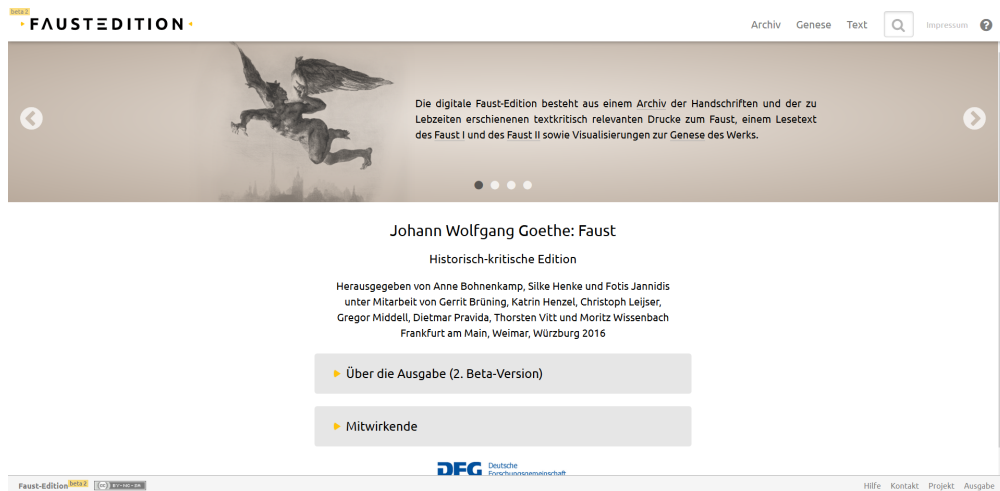 beta 2
FAUSTEDITION
Archiv Genese Text Impressum ?
Die digitale Faust-Edition besteht aus einem Archiv der Handschriften und der zu
Lebzeiten erschienenen textkritisch relevanten Drucke zum Faust, einem Lesetext
des Faust I und des Faust II sowie Visualisierungen zur Genese des Werks.
Johann Wolfgang Goethe: Faust
Historisch-kritische Edition
Herausgegeben von Anne Bohnenkamp, Silke Henke und Fotis Jannidis
unter Mitarbeit von Gerrit Brüning, Katrin Henzel, Christoph Leijser,
Gregor Middell, Dietmar Pravida, Thorsten Vitt und Moritz Wissenbach
Frankfurt am Main, Weimar, Würzburg 2016
Über die Ausgabe (2. Beta-Version)
Mitwirkende
DFG Deutsche
Forschungsgemeinschaft
Faust-Edition beta 2 (cc) BY-NC-SA Hilfe Kontakt Projekt Ausgabe